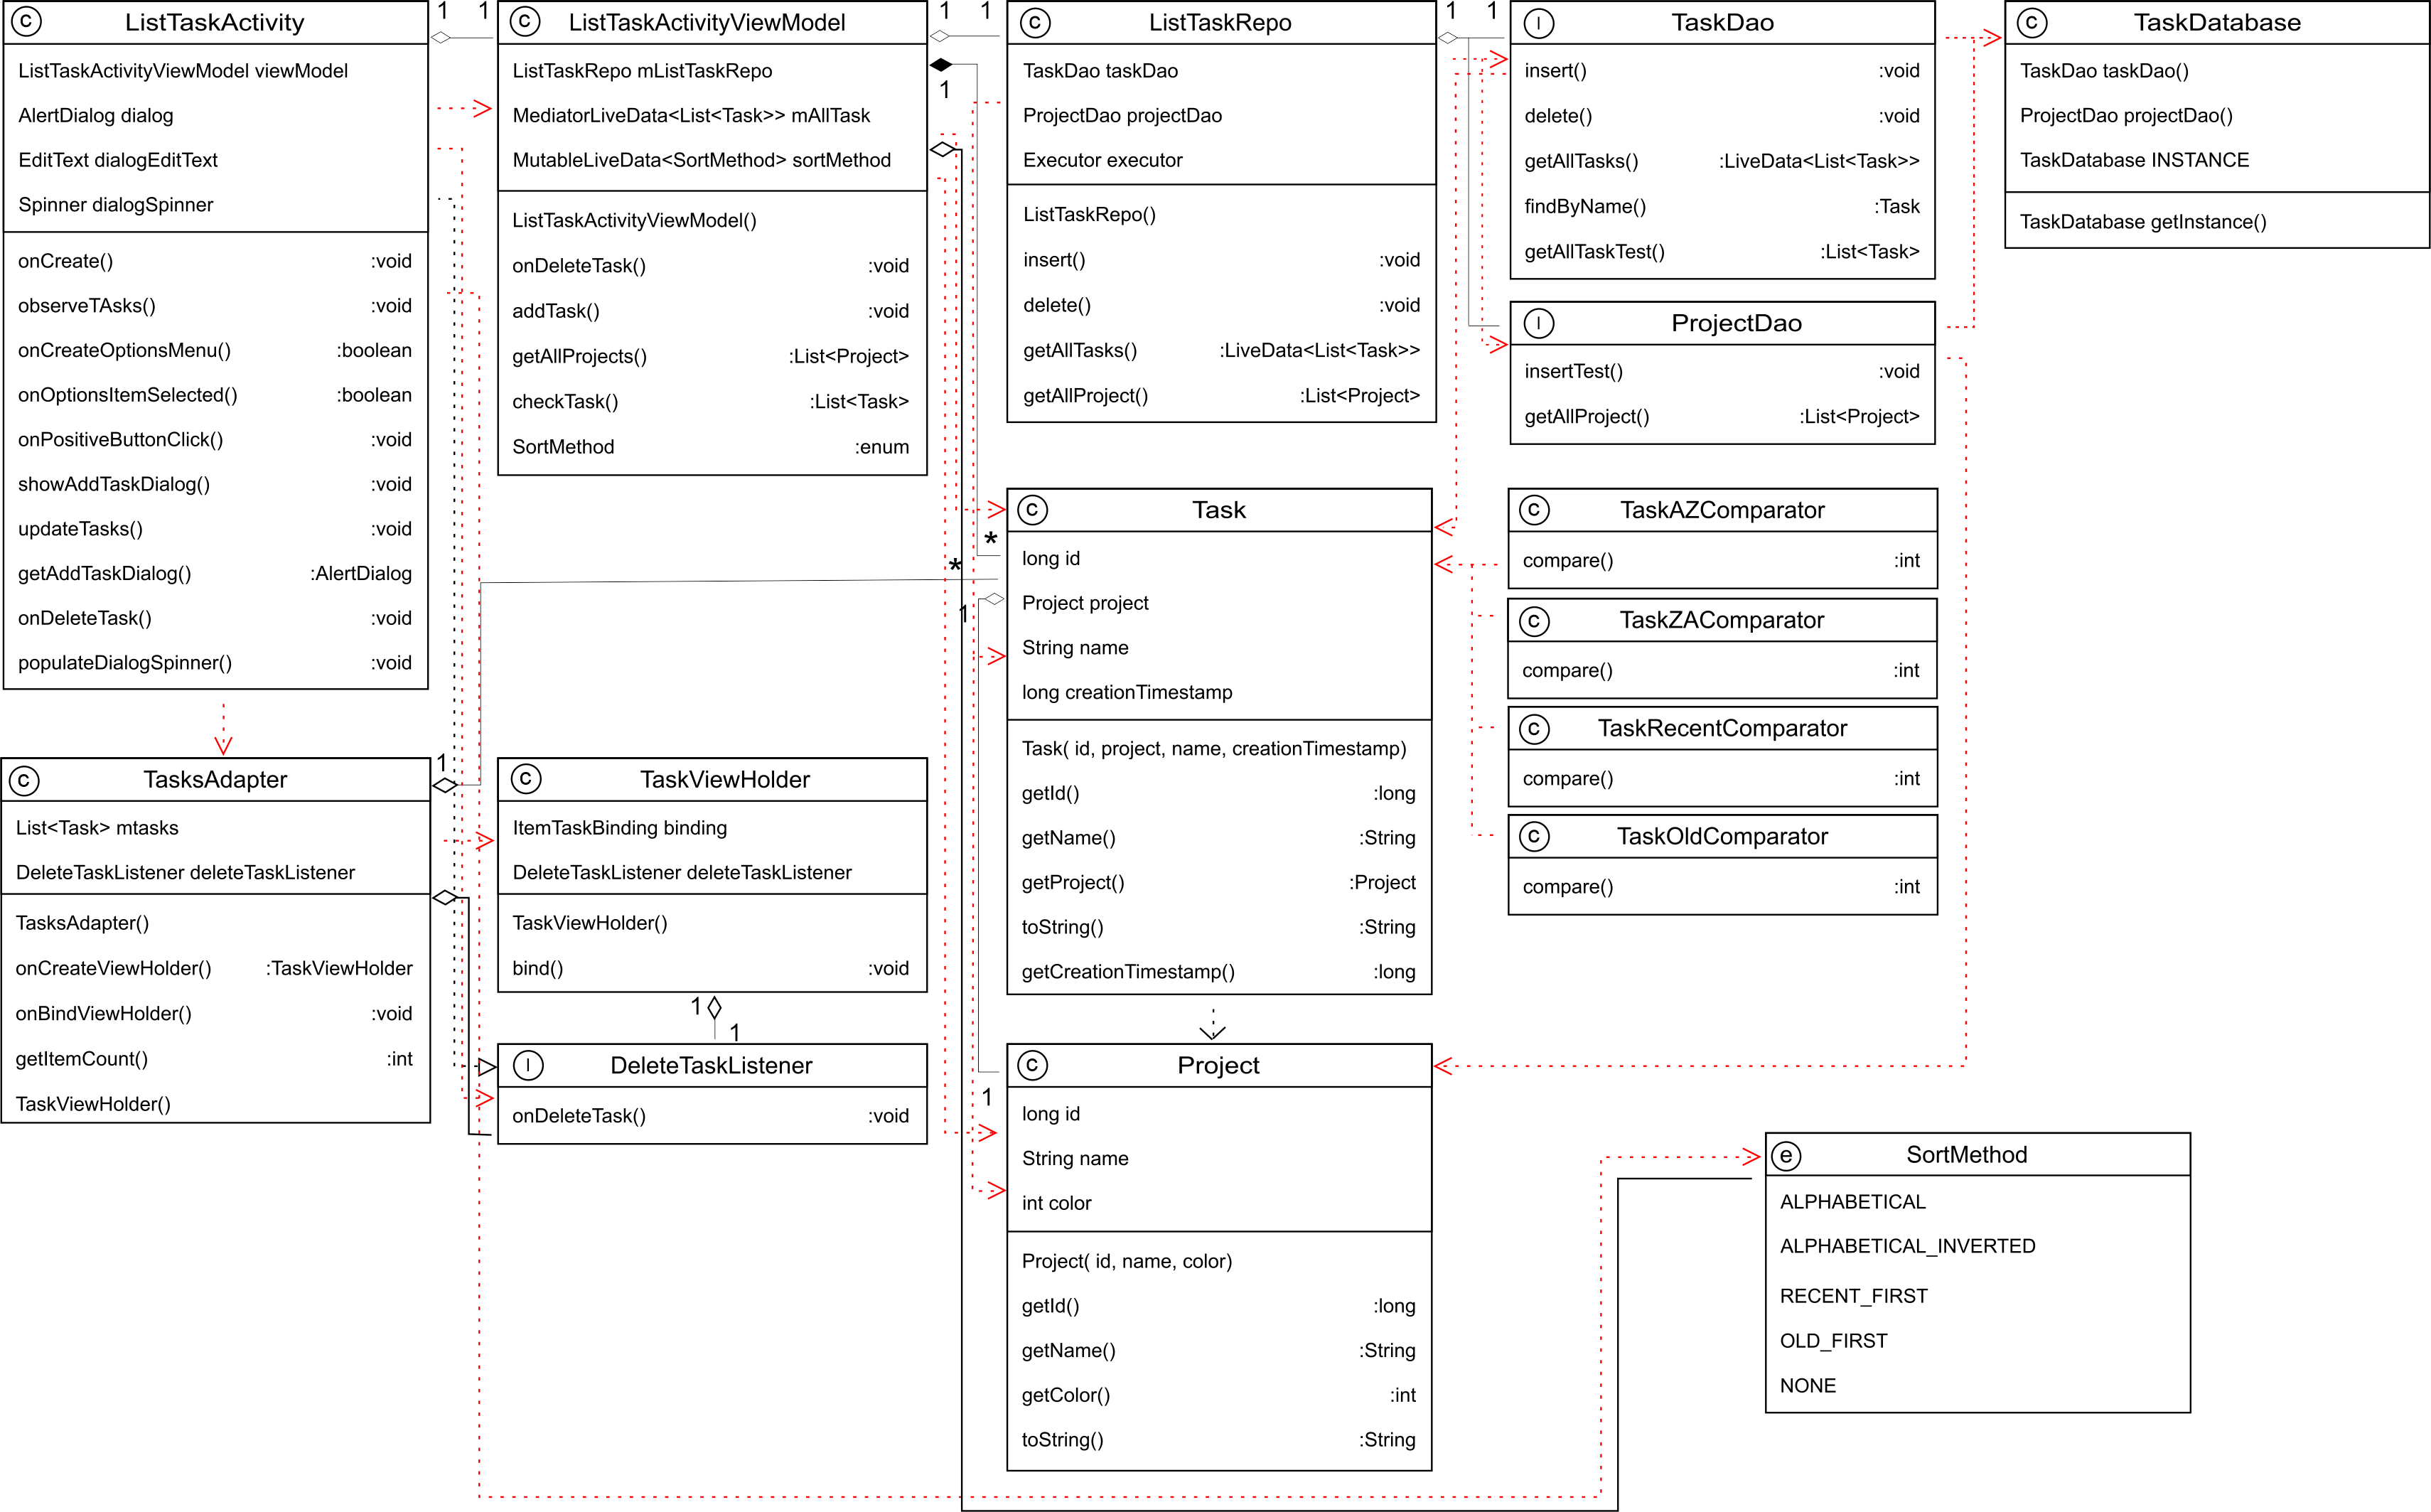 C ListTaskActivity
ListTaskActivityViewModel viewModel
AlertDialog dialog
EditText dialogEditText
Spinner dialogSpinner
onCreate() :void
observeTAsks() :void
onCreateOptionsMenu() :boolean
onOptionsItemSelected() :boolean
onPositiveButtonClick() :void
showAddTaskDialog() :void
updateTasks() :void
getAddTaskDialog() :AlertDialog
onDeleteTask() :void
populateDialogSpinner() :void
1 1
C ListTaskActivityViewModel
ListTaskRepo mListTaskRepo
MediatorLiveData<List<Task>> mAllTask
MutableLiveData<SortMethod> sortMethod
ListTaskActivityViewModel()
onDeleteTask() :void
addTask() :void
getAllProjects() :List<Project>
checkTask() :List<Task>
SortMethod :enum
1 1
1
C ListTaskRepo
TaskDao taskDao
ProjectDao projectDao
Executor executor
ListTaskRepo()
insert() :void
delete() :void
getAllTasks() :LiveData<List<Task>>
getAllProject() :List<Project>
1 1
I TaskDao
insert() :void
delete() :void
getAllTasks() :LiveData<List<Task>>
findByName() :Task
getAllTaskTest() :List<Task>
C TaskDatabase
TaskDao taskDao()
ProjectDao projectDao()
TaskDatabase INSTANCE
TaskDatabase getInstance()
I ProjectDao
insertTest() :void
getAllProject() :List<Project>
*
*
1
C Task
long id
Project project
String name
long creationTimestamp
Task( id, project, name, creationTimestamp)
getId() :long
getName() :String
getProject() :Project
toString() :String
getCreationTimestamp() :long
C TaskAZComparator
compare() :int
C TaskZAComparator
compare() :int
C TaskRecentComparator
compare() :int
C TaskOldComparator
compare() :int
C TasksAdapter
List<Task> mtasks
DeleteTaskListener deleteTaskListener
TasksAdapter()
onCreateViewHolder() :TaskViewHolder
onBindViewHolder() :void
getItemCount() :int
TaskViewHolder()
1
C TaskViewHolder
ItemTaskBinding binding
DeleteTaskListener deleteTaskListener
TaskViewHolder()
bind() :void
1
1
I DeleteTaskListener
onDeleteTask() :void
1
C Project
long id
String name
int color
Project( id, name, color)
getId() :long
getName() :String
getColor() :int
toString() :String
e SortMethod
ALPHABETICAL
ALPHABETICAL_INVERTED
RECENT_FIRST
OLD_FIRST
NONE